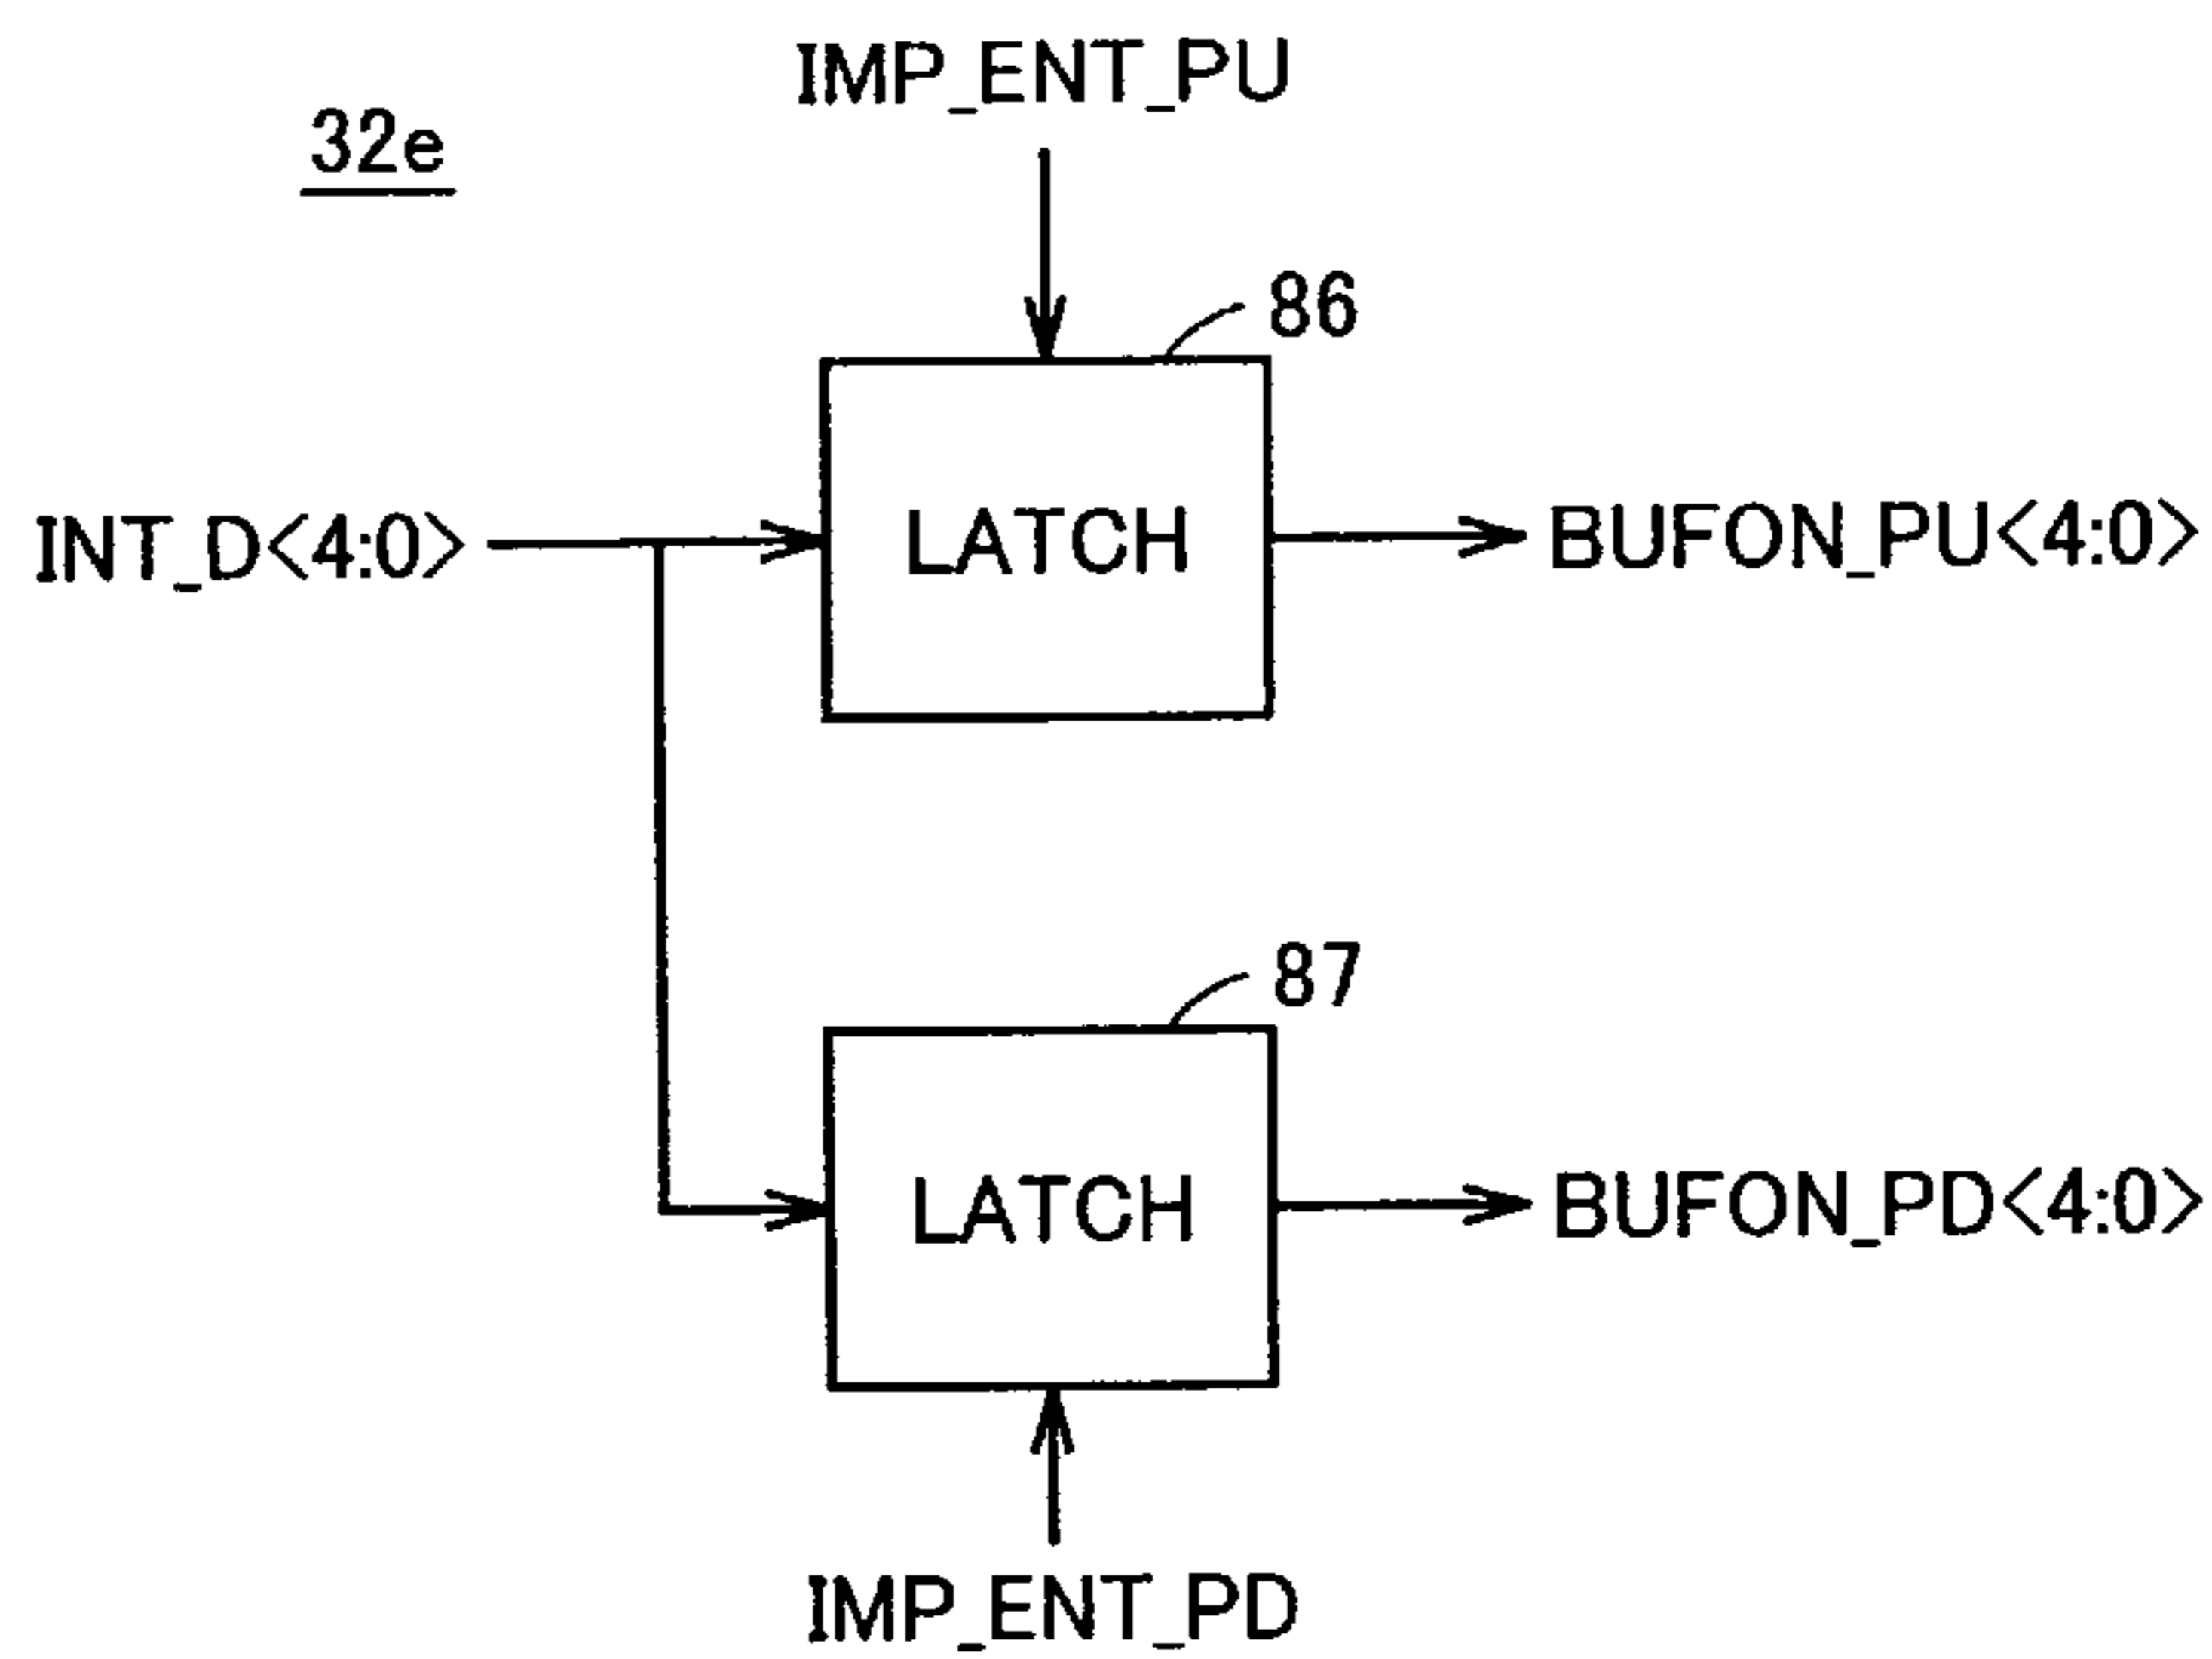 IMP_ENT_PU
32e
86
INT_D<4:0>
LATCH
BUFON_PU<4:0>
87
LATCH
BUFON_PD<4:0>
IMP_ENT_PD